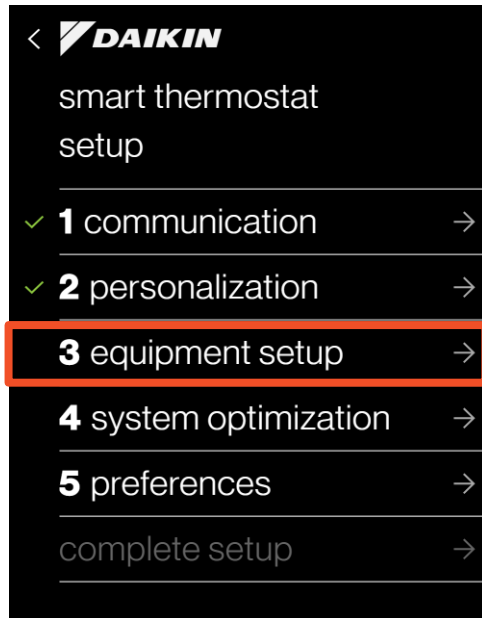 DAIKIN
smart thermostat
setup
1 communication
2 personalization
3 equipment setup
4 system optimization
5 preferences
complete setup